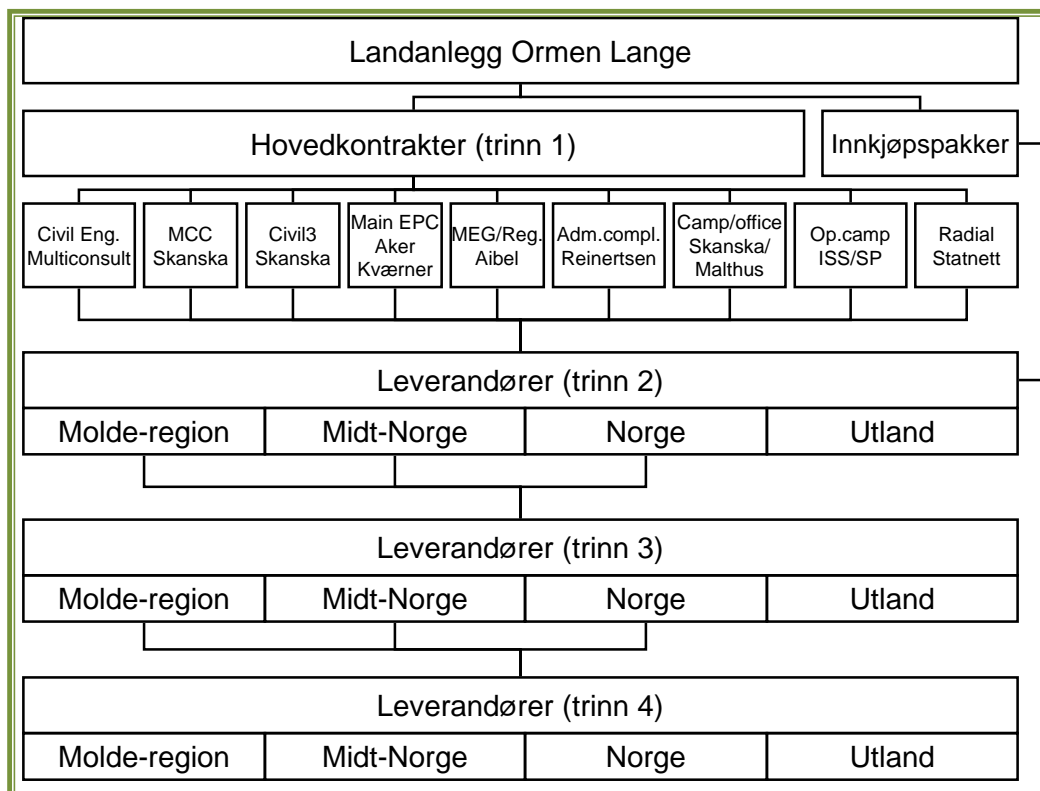 Landanlegg Ormen Lange
Hovedkontrakter (trinn 1)
Innkjøpspakker
Civil Eng.
Multiconsult
MCC
Skanska
Civil3
Skanska
Main EPC
Aker
Kværner
MEG/Reg.
Aibel
Adm.compl.
Reinertsen
Camp/office
Skanska/
Malthus
Op.camp
ISS/SP
Radial
Statnett
Leverandører (trinn 2)
Molde-region
Midt-Norge
Norge
Utland
Leverandører (trinn 3)
Molde-region
Midt-Norge
Norge
Utland
Leverandører (trinn 4)
Molde-region
Midt-Norge
Norge
Utland